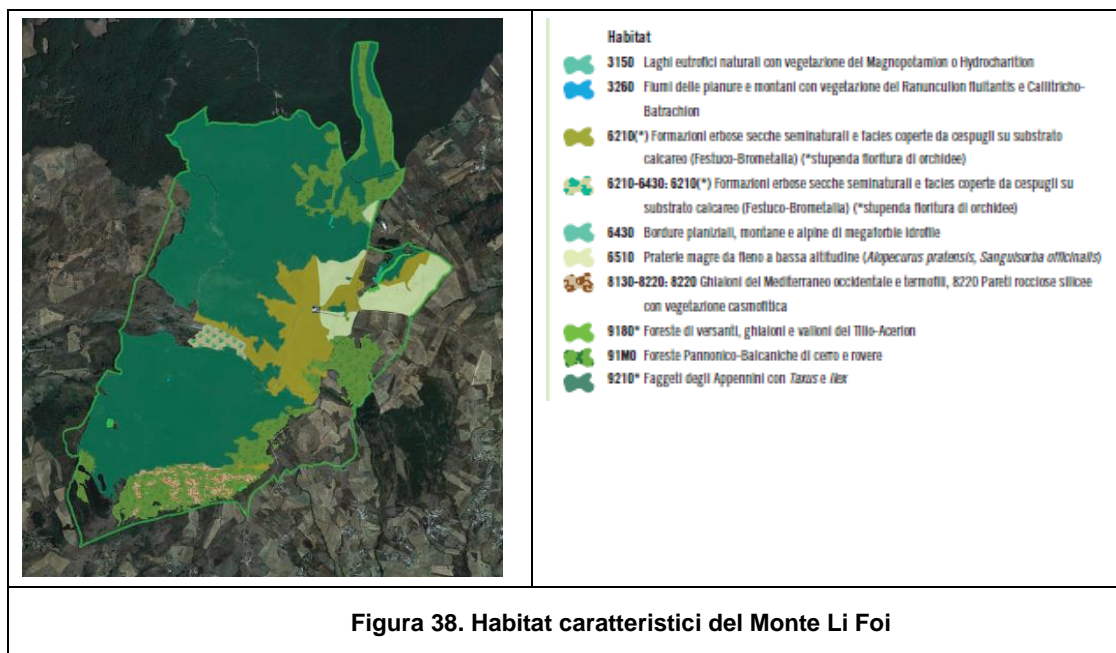 Habitat
3150 Laghi eutrofici naturali con vegetazione del Magnopotamion o Hydrocharition
3260 Fiumi delle pianure e montani con vegetazione del Ranunculion fluitantis e Callitricho-
Batrachion
6210(*) Formazioni erbose secche seminaturali e facies coperte da cespugli su substrato
calcareo (Festuco-Brometalia) (*stupenda fioritura di orchidee)
6210-6430: 6210(*) Formazioni erbose secche seminaturali e facies coperte da cespugli su
substrato calcareo (Festuco-Brometalia) (*stupenda fioritura di orchidee)
6430 Bordure planiziali, montane e alpine di megaforbie idrofile
6510 Praterie magre da fieno a bassa altitudine (Alopecurus pratensis, Sanguisorba officinalis)
8130-8220: 8220 Ghiaioni del Mediterraneo occidentale e termofili, 8220 Pareti rocciose silicee
con vegetazione casmofitica
9180* Foreste di versanti, ghiaioni e valloni del Tilio-Acerion
91M0 Foreste Pannonico-Balcaniche di cerro e rovere
9210* Faggeti degli Appennini con Taxus e Ilex
Figura 38. Habitat caratteristici del Monte Li Foi